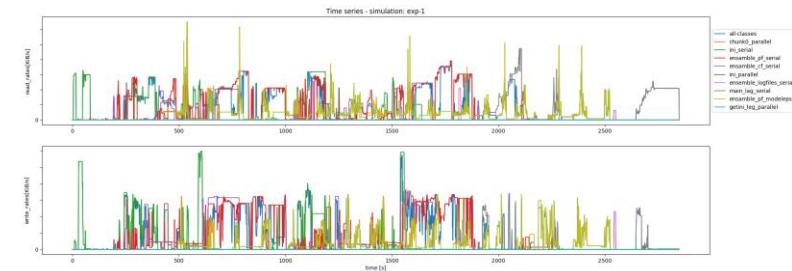 Time series - simulation: exp-1
read_rates[KiB/s]
0
0
500
1000
1500
2000
2500
all-classes
chunk0_parallel
ini_serial
ensemble_pf_serial
ensemble_cf_serial
ini_parallel
ensemble_logfiles_serial
main_lag_serial
ensemble_pf_modeleps
getini_leg_parallel
write_rates[KiB/s]
0
0
500
1000
1500
2000
2500
time [s]